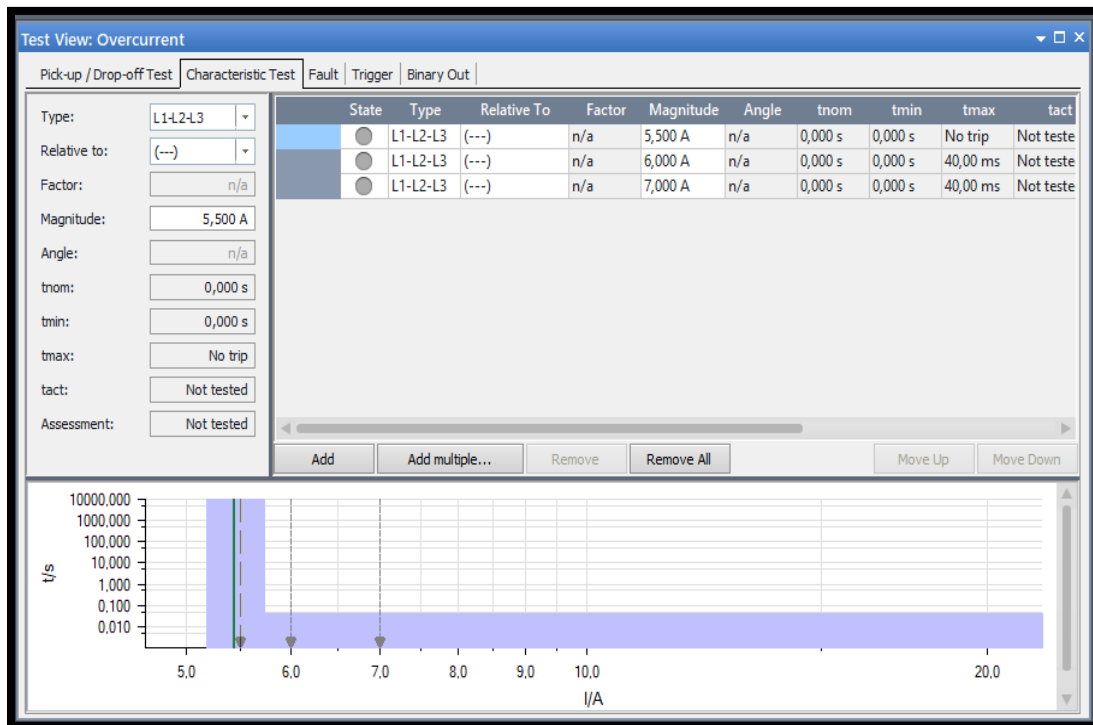 Test View: Overcurrent
Pick-up / Drop-off Test Characteristic Test Fault Trigger Binary Out
Type: L1-L2-L3
Relative to: (---)
Factor: n/a
Magnitude: 5,500 A
Angle: n/a
tnom: 0,000 s
tmin: 0,000 s
tmax: No trip
tact: Not tested
Assessment: Not tested
State Type Relative To Factor Magnitude Angle tnom tmin tmax tact
L1-L2-L3 (---) n/a 5,500 A n/a 0,000 s 0,000 s No trip Not teste
L1-L2-L3 (---) n/a 6,000 A n/a 0,000 s 0,000 s 40,00 ms Not teste
L1-L2-L3 (---) n/a 7,000 A n/a 0,000 s 0,000 s 40,00 ms Not teste
Add Add multiple... Remove Remove All Move Up Move Down
10000,000
1000,000
100,000
10,000
1,000
0,100
0,010
t/s
5,0 6,0 7,0 8,0 9,0 10,0 20,0
I/A